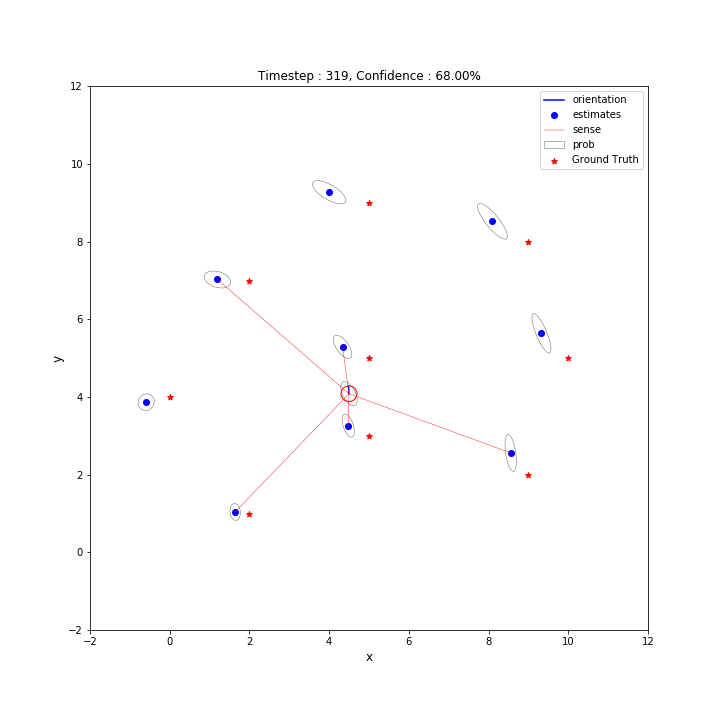 Timestep : 319, Confidence : 68.00%
orientation
estimates
sense
prob
Ground Truth
12
10
8
6
4
2
0
−2
y
−2 0 2 4 6 8 10 12
x